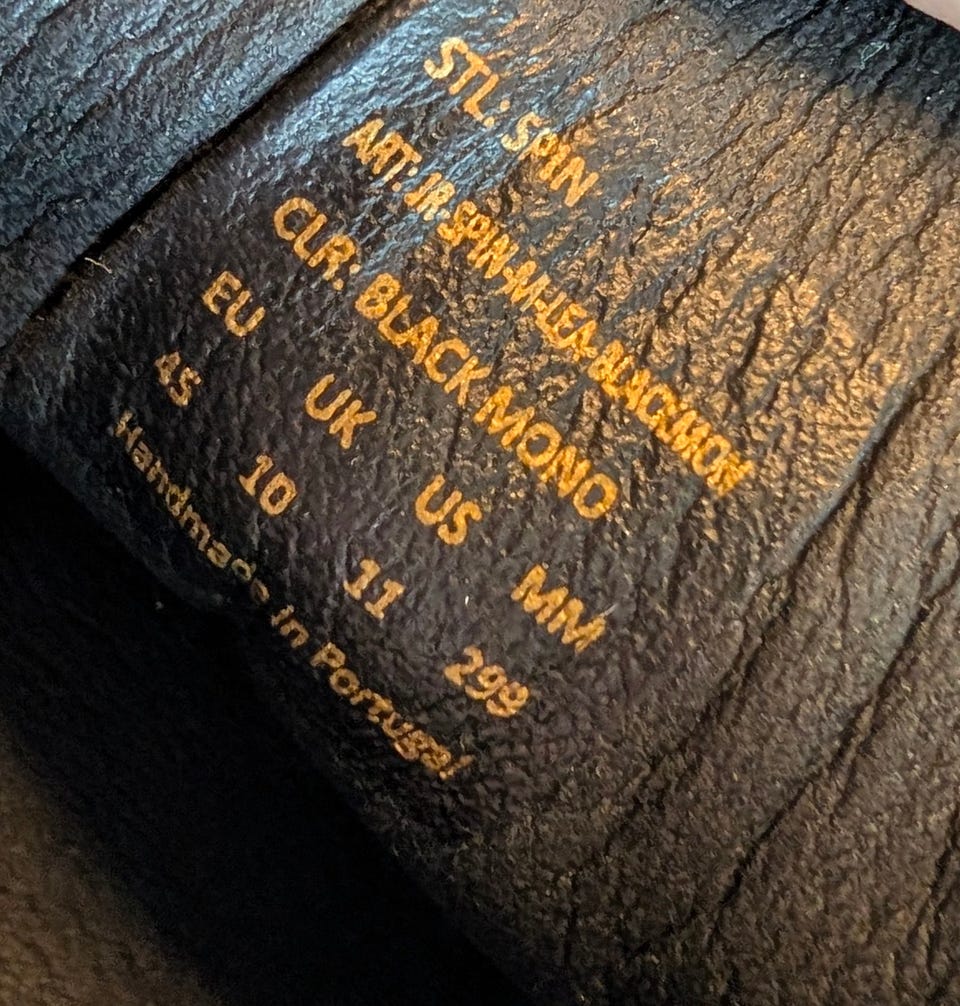 STL: SPIN
ART: JR SPIN-M-LEA-BLACKMON
CLR: BLACK MONO
EU UK US MM
45 10 11 299
Handmade in Portugal